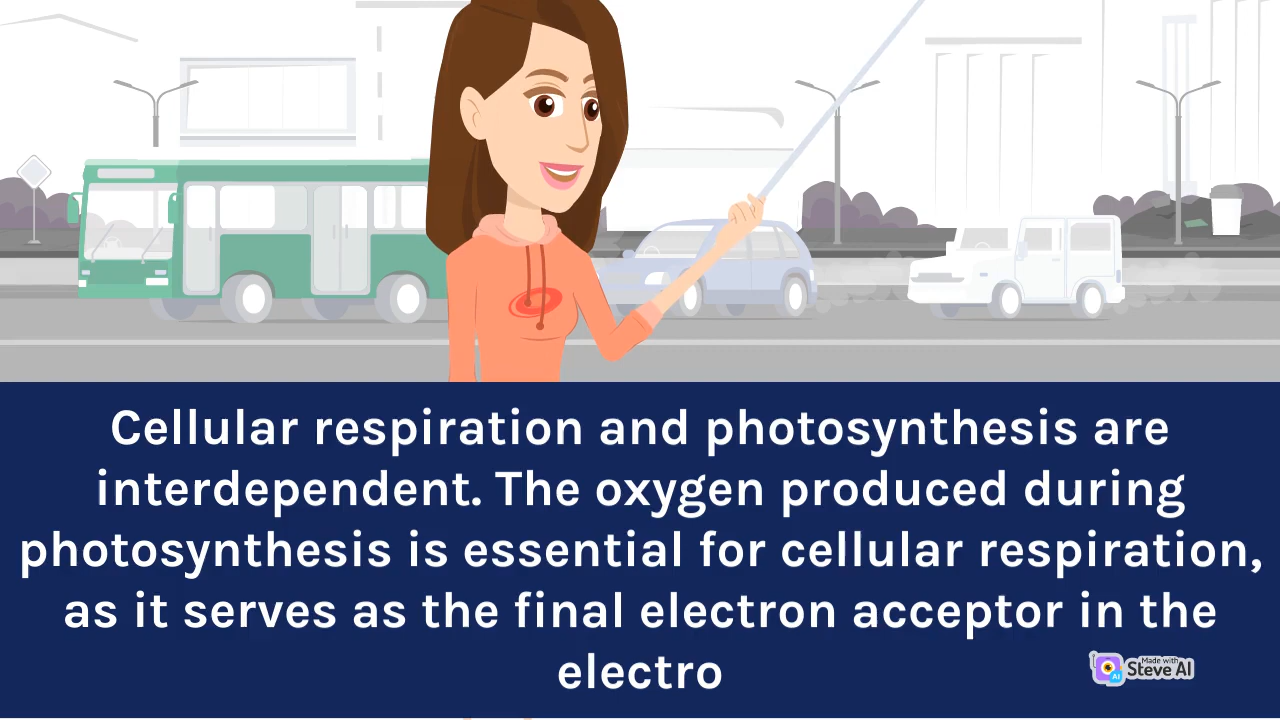 Cellular respiration and photosynthesis are
interdependent. The oxygen produced during
photosynthesis is essential for cellular respiration,
as it serves as the final electron acceptor in the
electro
Made with
Steve AI
AI